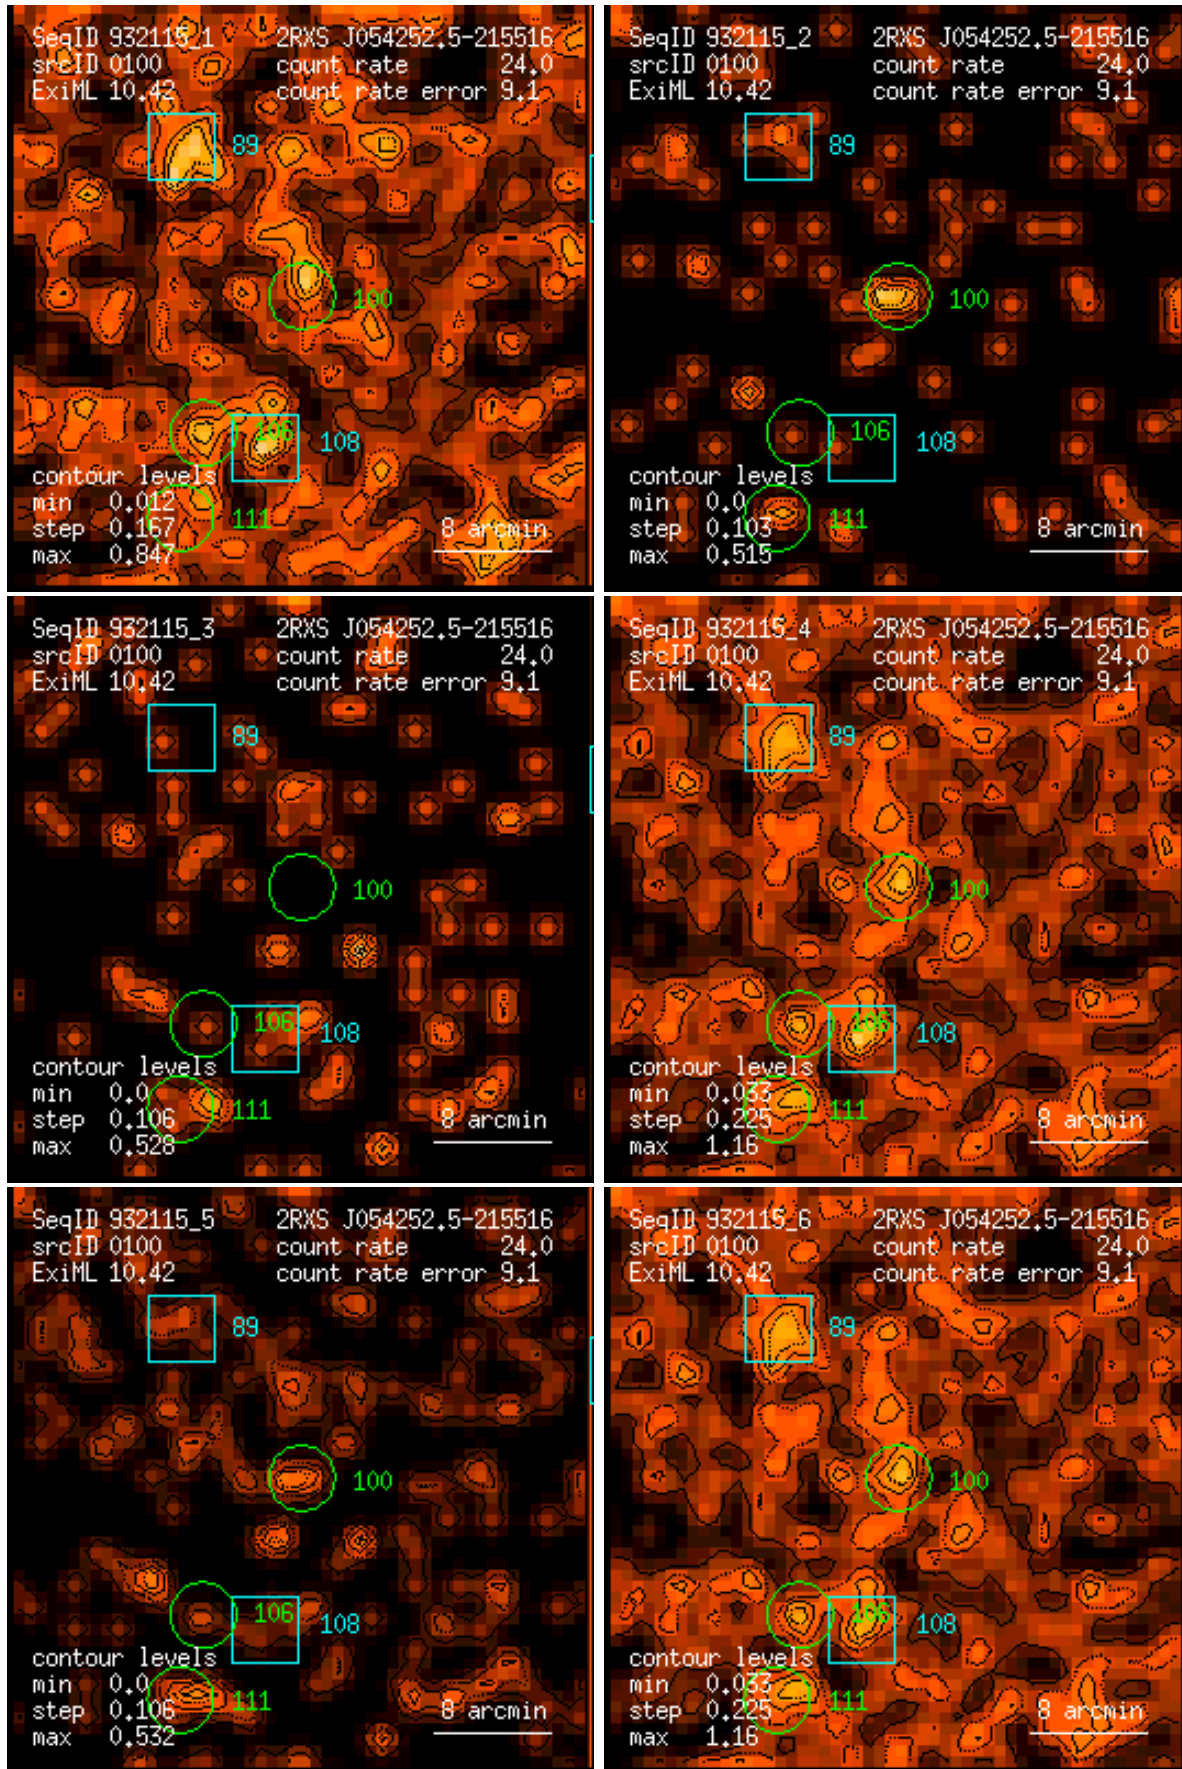 SeqID 932115_1 2RXS J054252.5-215516
srcID 0100 count rate 24.0
ExiML 10.42 count rate error 9.1
89
100
106
108
contour levels
min 0.012
step 0.167
max 0.847
111
8 arcmin
SeqID 932115_2 2RXS J054252.5-215516
srcID 0100 count rate 24.0
ExiML 10.42 count rate error 9.1
89
100
106
108
contour levels
min 0.0
step 0.103
max 0.515
111
8 arcmin
SeqID 932115_3 2RXS J054252.5-215516
srcID 0100 count rate 24.0
ExiML 10.42 count rate error 9.1
89
100
106
108
contour levels
min 0.0
step 0.106
max 0.528
111
8 arcmin
SeqID 932115_4 2RXS J054252.5-215516
srcID 0100 count rate 24.0
ExiML 10.42 count rate error 9.1
89
100
106
108
contour levels
min 0.033
step 0.225
max 1.16
111
8 arcmin
SeqID 932115_5 2RXS J054252.5-215516
srcID 0100 count rate 24.0
ExiML 10.42 count rate error 9.1
89
100
106
108
contour levels
min 0.0
step 0.106
max 0.532
111
8 arcmin
SeqID 932115_6 2RXS J054252.5-215516
srcID 0100 count rate 24.0
ExiML 10.42 count rate error 9.1
89
100
106
108
contour levels
min 0.033
step 0.225
max 1.16
111
8 arcmin